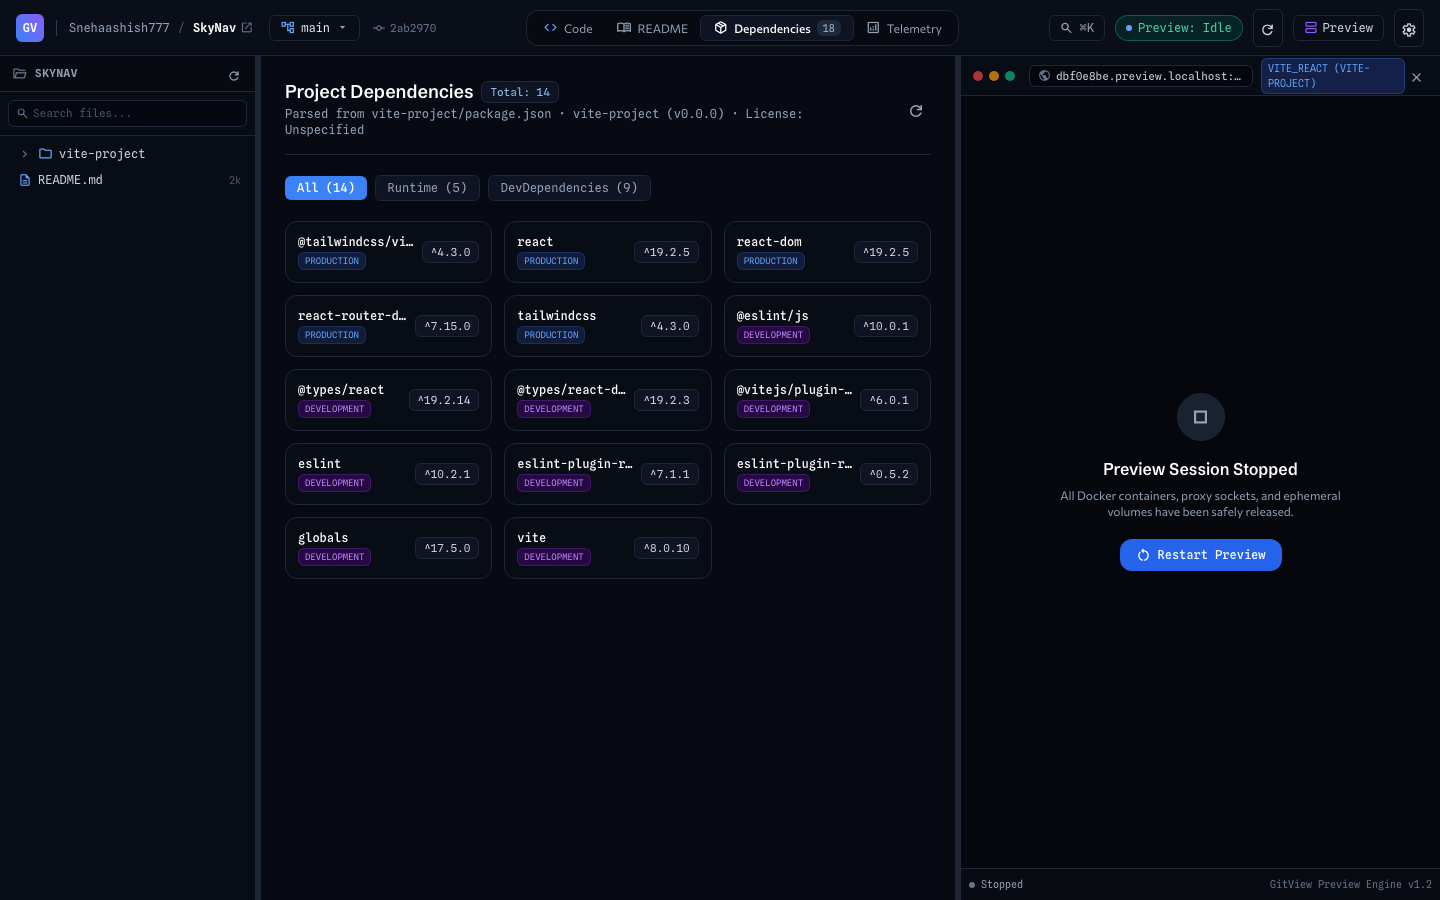 GV
Snehaashish777 / SkyNav
main
2ab2970
Code
README
Dependencies 18
Telemetry
⌘K
Preview: Idle
Preview
SKYNAV
Search files...
vite-project
README.md 2k
Project Dependencies
Total: 14
Parsed from vite-project/package.json · vite-project (v0.0.0) · License:
Unspecified
All (14)
Runtime (5)
DevDependencies (9)
@tailwindcss/vi…
PRODUCTION
^4.3.0
react
PRODUCTION
^19.2.5
react-dom
PRODUCTION
^19.2.5
react-router-d…
PRODUCTION
^7.15.0
tailwindcss
PRODUCTION
^4.3.0
@eslint/js
DEVELOPMENT
^10.0.1
@types/react
DEVELOPMENT
^19.2.14
@types/react-d…
DEVELOPMENT
^19.2.3
@vitejs/plugin-…
DEVELOPMENT
^6.0.1
eslint
DEVELOPMENT
^10.2.1
eslint-plugin-r…
DEVELOPMENT
^7.1.1
eslint-plugin-r…
DEVELOPMENT
^0.5.2
globals
DEVELOPMENT
^17.5.0
vite
DEVELOPMENT
^8.0.10
dbf0e8be.preview.localhost:…
VITE_REACT (VITE-
PROJECT)
Preview Session Stopped
All Docker containers, proxy sockets, and ephemeral
volumes have been safely released.
Restart Preview
Stopped
GitView Preview Engine v1.2